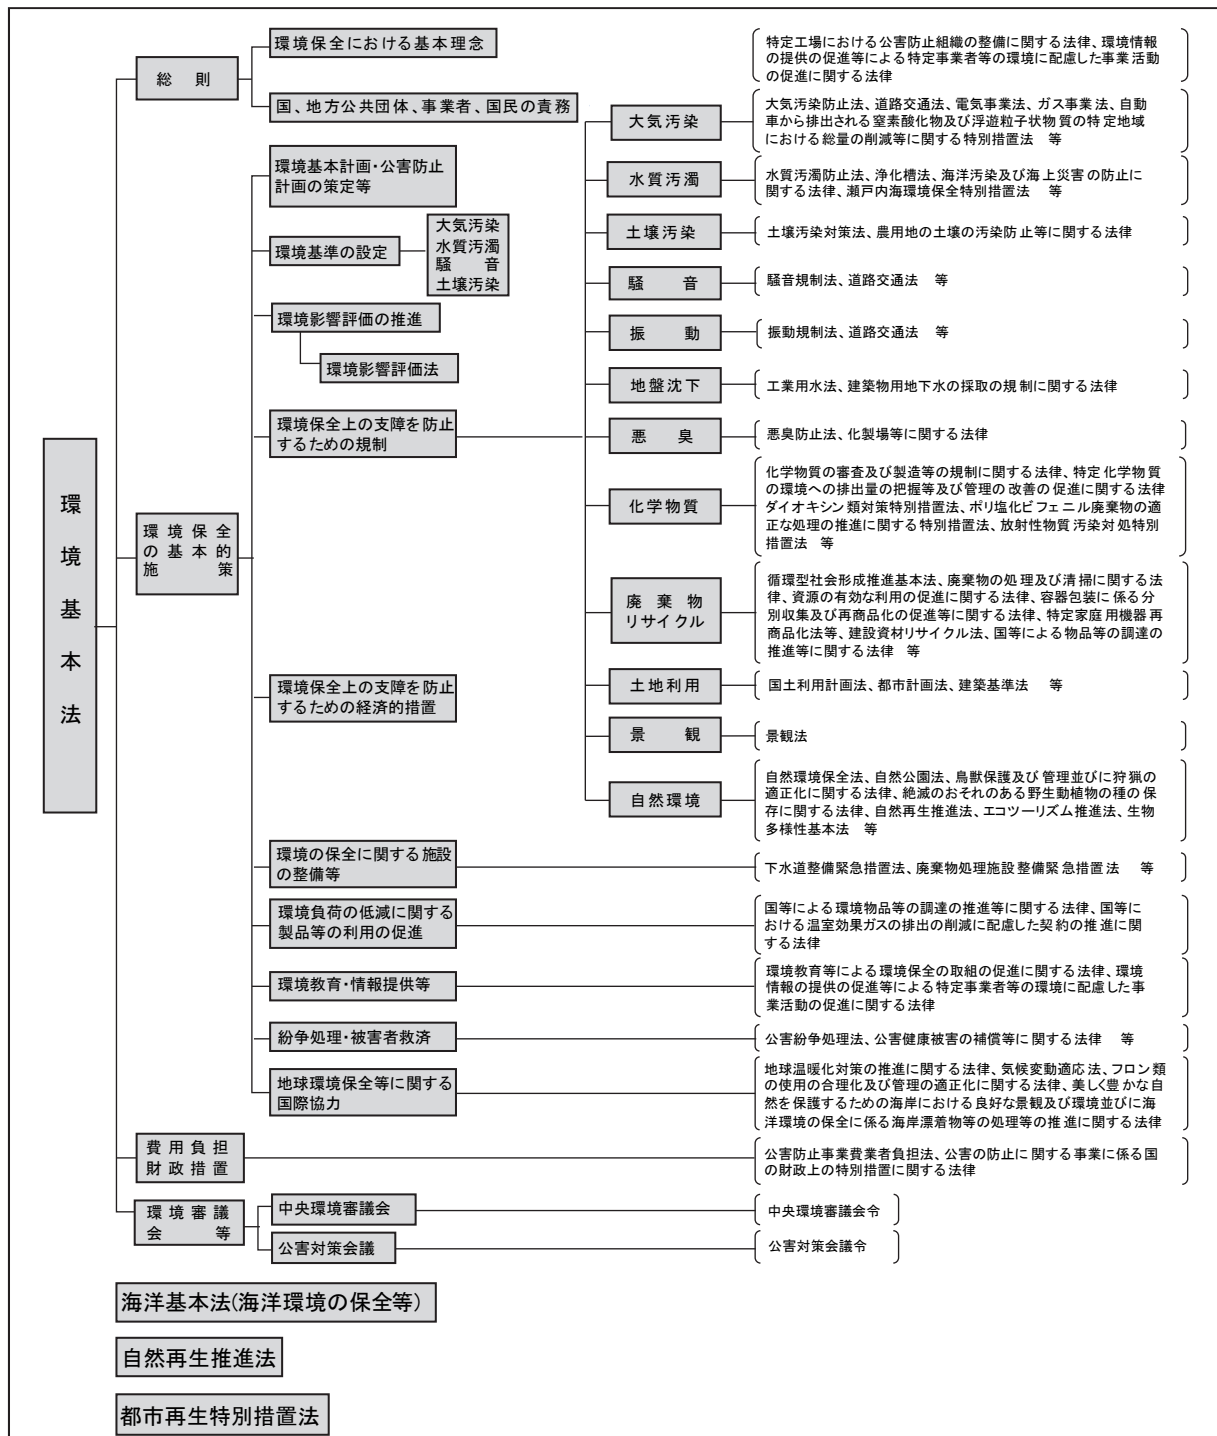 環境基本法
総則
環境保全における基本理念
国、地方公共団体、事業者、国民の責務
特定工場における公害防止組織の整備に関する法律、環境情報
の提供の促進等による特定事業者等の環境に配慮した事業活動
の促進に関する法律
環境保全
の基本的
施策
環境基本計画・公害防止
計画の策定等
環境基準の設定
大気汚染
水質汚濁
騒音
土壌汚染
環境影響評価の推進
環境影響評価法
環境保全上の支障を防止
するための規制
大気汚染
大気汚染防止法、道路交通法、電気事業法、ガス事業法、自動
車から排出される窒素酸化物及び浮遊粒子状物質の特定地域
における総量の削減等に関する特別措置法 等
水質汚濁
水質汚濁防止法、浄化槽法、海洋汚染及び海上災害の防止に
関する法律、瀬戸内海環境保全特別措置法 等
土壌汚染
土壌汚染対策法、農用地の土壌の汚染防止等に関する法律
騒音
騒音規制法、道路交通法 等
振動
振動規制法、道路交通法 等
地盤沈下
工業用水法、建築物用地下水の採取の規制に関する法律
悪臭
悪臭防止法、化製場等に関する法律
化学物質
化学物質の審査及び製造等の規制に関する法律、特定化学物質
の環境への排出量の把握等及び管理の改善の促進に関する法律
ダイオキシン類対策特別措置法、ポリ塩化ビフェニル廃棄物の適
正な処理の推進に関する特別措置法、放射性物質汚染対処特別
措置法 等
廃棄物
リサイクル
循環型社会形成推進基本法、廃棄物の処理及び清掃に関する法
律、資源の有効な利用の促進に関する法律、容器包装に係る分
別収集及び再商品化の促進等に関する法律、特定家庭用機器再
商品化法等、建設資材リサイクル法、国等による物品等の調達の
推進等に関する法律 等
土地利用
国土利用計画法、都市計画法、建築基準法 等
景観
景観法
自然環境
自然環境保全法、自然公園法、鳥獣保護及び管理並びに狩猟の
適正化に関する法律、絶滅のおそれのある野生動植物の種の保
存に関する法律、自然再生推進法、エコツーリズム推進法、生物
多様性基本法 等
環境保全上の支障を防止
するための経済的措置
環境の保全に関する施設
の整備等
下水道整備緊急措置法、廃棄物処理施設整備緊急措置法 等
環境負荷の低減に関する
製品等の利用の促進
国等による環境物品等の調達の推進等に関する法律、国等に
おける温室効果ガスの排出の削減に配慮した契約の推進に関
する法律
環境教育・情報提供等
環境教育等による環境保全の取組の促進に関する法律、環境
情報の提供の促進等による特定事業者等の環境に配慮した事
業活動の促進に関する法律
紛争処理・被害者救済
公害紛争処理法、公害健康被害の補償等に関する法律 等
地球環境保全等に関する
国際協力
地球温暖化対策の推進に関する法律、気候変動適応法、フロン類
の使用の合理化及び管理の適正化に関する法律、美しく豊かな自
然を保護するための海岸における良好な景観及び環境並びに海
洋環境の保全に係る海岸漂着物等の処理等の推進に関する法律
費用負担
財政措置
公害防止事業費業者負担法、公害の防止に関する事業に係る国
の財政上の特別措置に関する法律
環境審議
会等
中央環境審議会
中央環境審議会令
公害対策会議
公害対策会議令
海洋基本法(海洋環境の保全等)
自然再生推進法
都市再生特別措置法